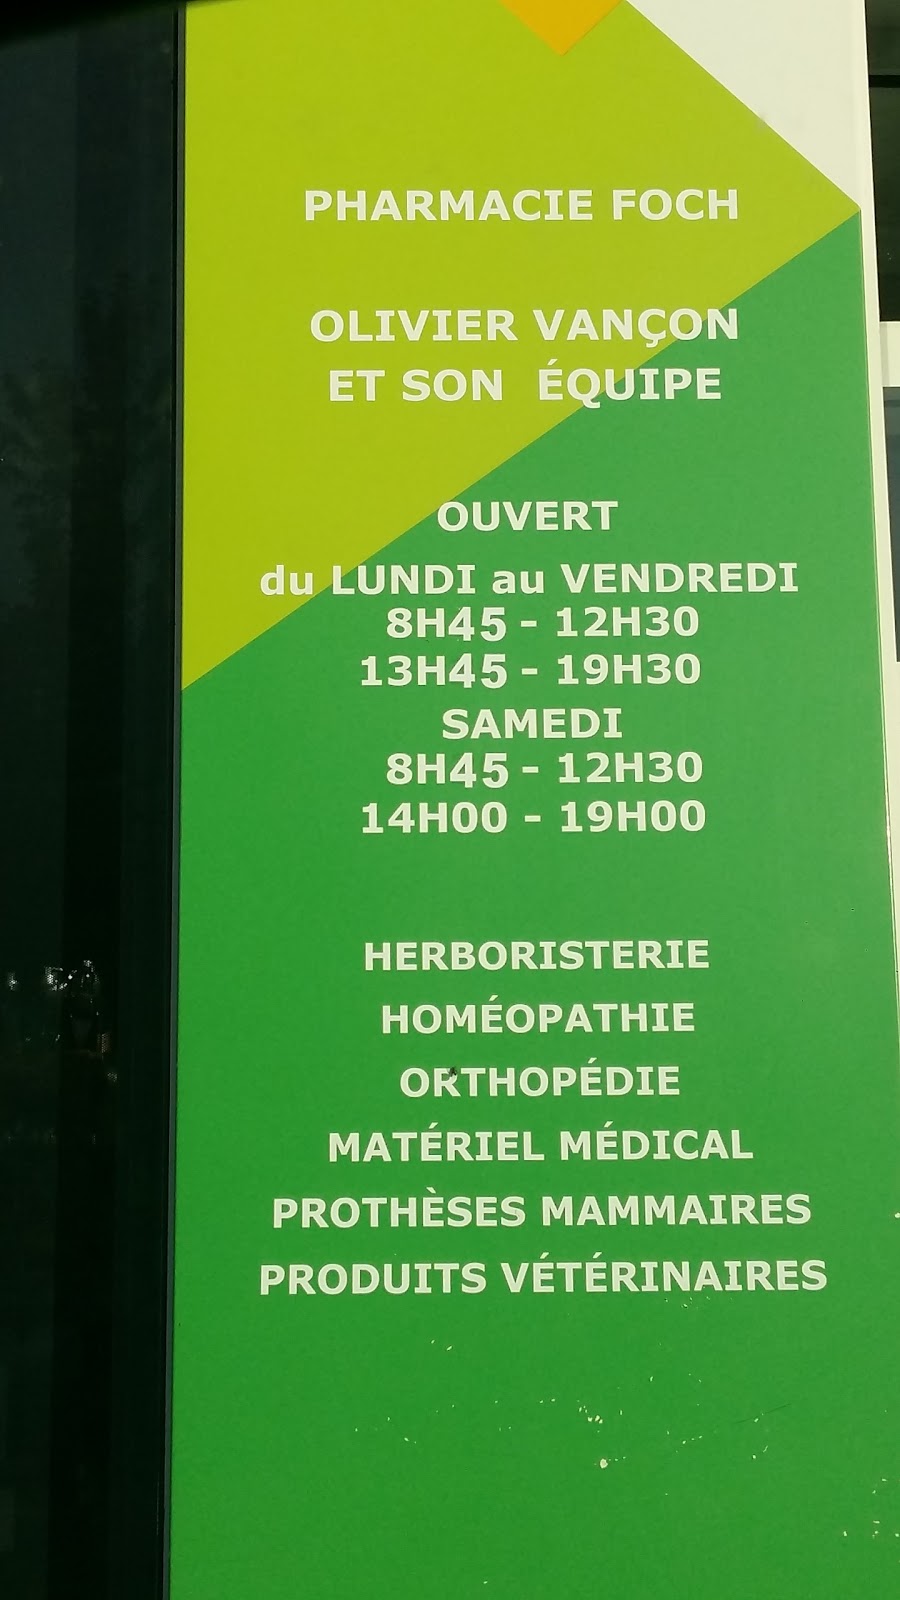 PHARMACIE FOCH
OLIVIER VANÇON
ET SON ÉQUIPE
OUVERT
du LUNDI au VENDREDI
8H45 - 12H30
13H45 - 19H30
SAMEDI
8H45 - 12H30
14H00 - 19H00
HERBORISTERIE
HOMÉOPATHIE
ORTHOPÉDIE
MATÉRIEL MÉDICAL
PROTHÈSES MAMMAIRES
PRODUITS VÉTÉRINAIRES